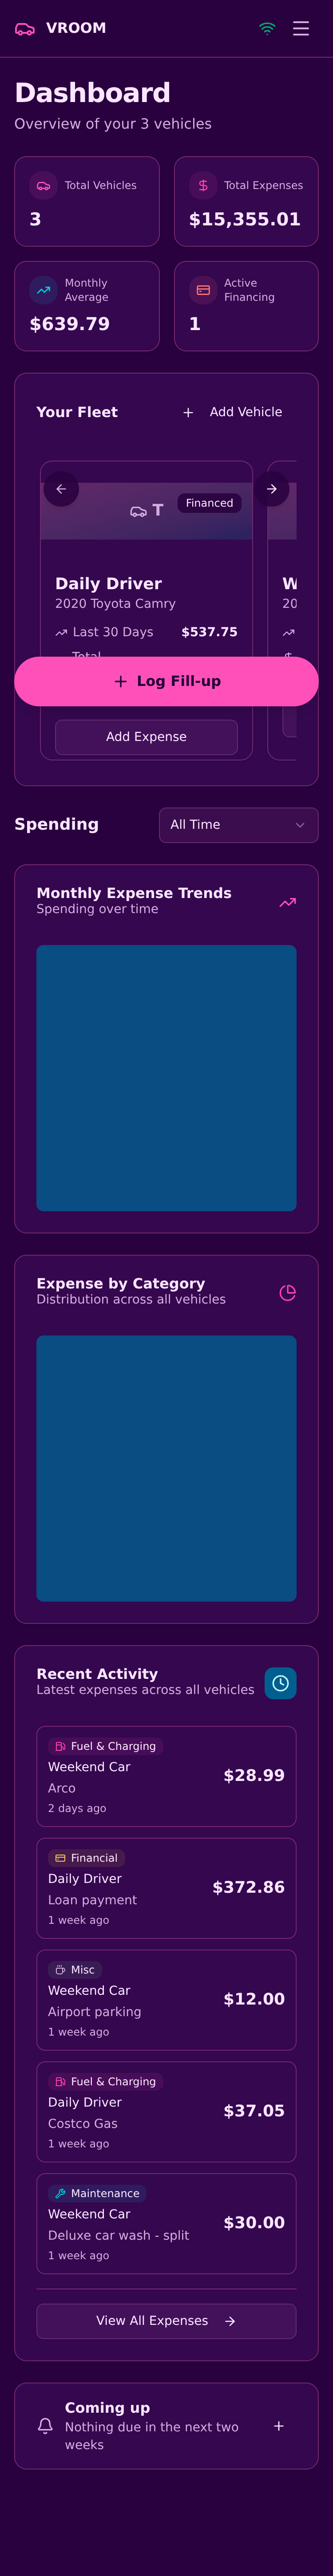 VROOM
Dashboard
Overview of your 3 vehicles
Total Vehicles
3
Total Expenses
$15,355.01
Monthly
Average
$639.79
Active
Financing
1
Your Fleet
+ Add Vehicle
T
Financed
Daily Driver
2020 Toyota Camry
Last 30 Days
$537.75
W
20
Total
+ Log Fill-up
Add Expense
Spending
All Time
Monthly Expense Trends
Spending over time
Expense by Category
Distribution across all vehicles
Recent Activity
Latest expenses across all vehicles
Fuel & Charging
Weekend Car
Arco
2 days ago
$28.99
Financial
Daily Driver
Loan payment
1 week ago
$372.86
Misc
Weekend Car
Airport parking
1 week ago
$12.00
Fuel & Charging
Daily Driver
Costco Gas
1 week ago
$37.05
Maintenance
Weekend Car
Deluxe car wash - split
1 week ago
$30.00
View All Expenses →
Coming up
Nothing due in the next two
weeks